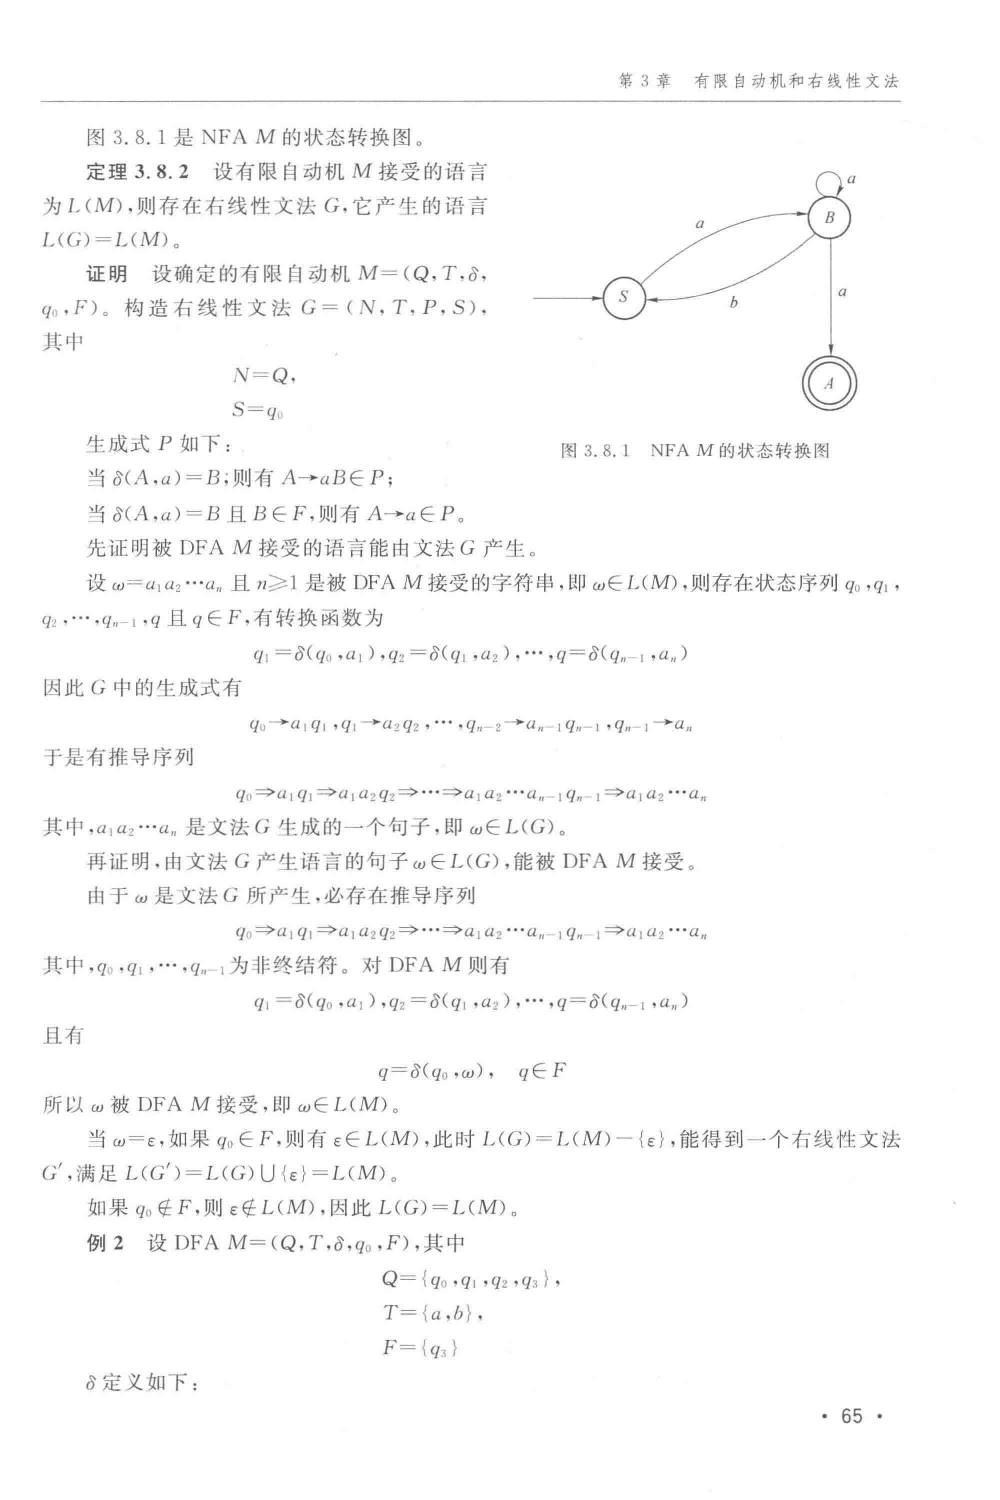 第 3 章　有限自动机和右线性文法
图 3.8.1 是 NFA M 的状态转换图。
定理 3.8.2　设有限自动机 M 接受的语言
为 L(M),则存在右线性文法 G,它产生的语言
L(G)=L(M)。
证明　设确定的有限自动机 M=(Q,T,δ,
q₀,F)。构造右线性文法 G=(N,T,P,S),
其中
N=Q,
S=q₀
生成式 P 如下:
当 δ(A,a)=B;则有 A→aB∈P;
当 δ(A,a)=B 且 B∈F,则有 A→a∈P。
a
B
a
S
b
a
A
图 3.8.1　NFA M 的状态转换图
先证明被 DFA M 接受的语言能由文法 G 产生。
设 ω=a₁a₂⋯aₙ 且 n≥1 是被 DFA M 接受的字符串,即 ω∈L(M),则存在状态序列 q₀,q₁,
q₂,⋯,qₙ₋₁,q 且 q∈F,有转换函数为
q₁=δ(q₀,a₁),q₂=δ(q₁,a₂),⋯,q=δ(qₙ₋₁,aₙ)
因此 G 中的生成式有
q₀→a₁q₁,q₁→a₂q₂,⋯,qₙ₋₂→aₙ₋₁qₙ₋₁,qₙ₋₁→aₙ
于是有推导序列
q₀⇒a₁q₁⇒a₁a₂q₂⇒⋯⇒a₁a₂⋯aₙ₋₁qₙ₋₁⇒a₁a₂⋯aₙ
其中,a₁a₂⋯aₙ 是文法 G 生成的一个句子,即 ω∈L(G)。
再证明,由文法 G 产生语言的句子 ω∈L(G),能被 DFA M 接受。
由于 ω 是文法 G 所产生,必存在推导序列
q₀⇒a₁q₁⇒a₁a₂q₂⇒⋯⇒a₁a₂⋯aₙ₋₁qₙ₋₁⇒a₁a₂⋯aₙ
其中,q₀,q₁,⋯,qₙ₋₁为非终结符。对 DFA M 则有
q₁=δ(q₀,a₁),q₂=δ(q₁,a₂),⋯,q=δ(qₙ₋₁,aₙ)
且有
q=δ(q₀,ω),　q∈F
所以 ω 被 DFA M 接受,即 ω∈L(M)。
当 ω=ε,如果 q₀∈F,则有 ε∈L(M),此时 L(G)=L(M)−{ε},能得到一个右线性文法
G′,满足 L(G′)=L(G)∪{ε}=L(M)。
如果 q₀∉F,则 ε∉L(M),因此 L(G)=L(M)。
例 2　设 DFA M=(Q,T,δ,q₀,F),其中
Q={q₀,q₁,q₂,q₃},
T={a,b},
F={q₃}
δ 定义如下:
· 65 ·